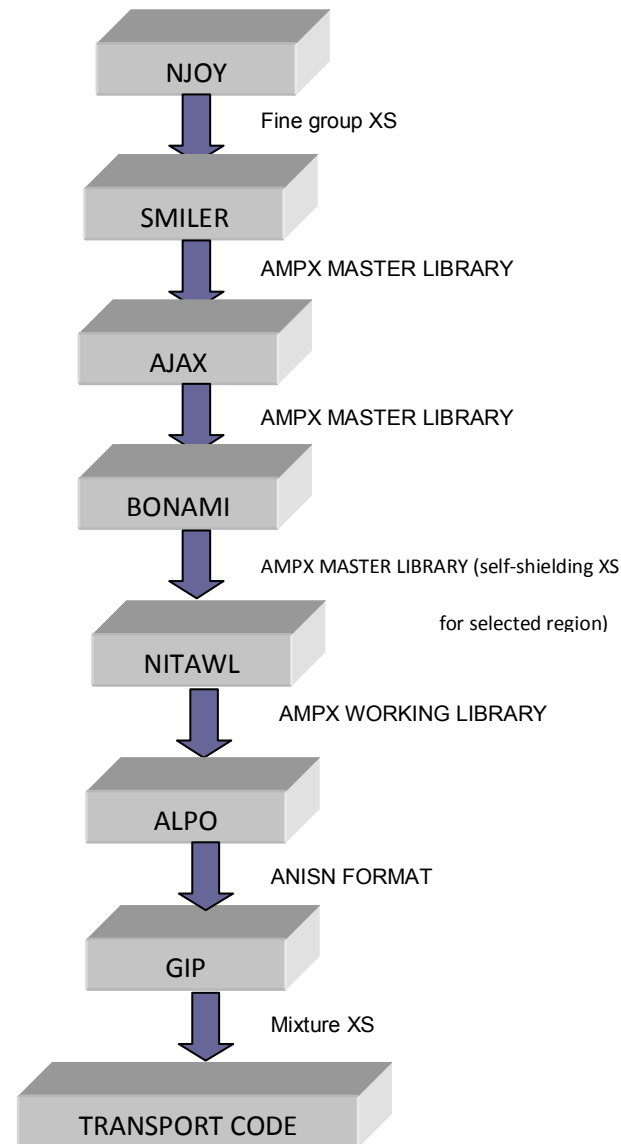 NJOY
Fine group XS
SMILER
AMPX MASTER LIBRARY
AJAX
AMPX MASTER LIBRARY
BONAMI
AMPX MASTER LIBRARY (self-shielding XS
for selected region)
NITAWL
AMPX WORKING LIBRARY
ALPO
ANISN FORMAT
GIP
Mixture XS
TRANSPORT CODE